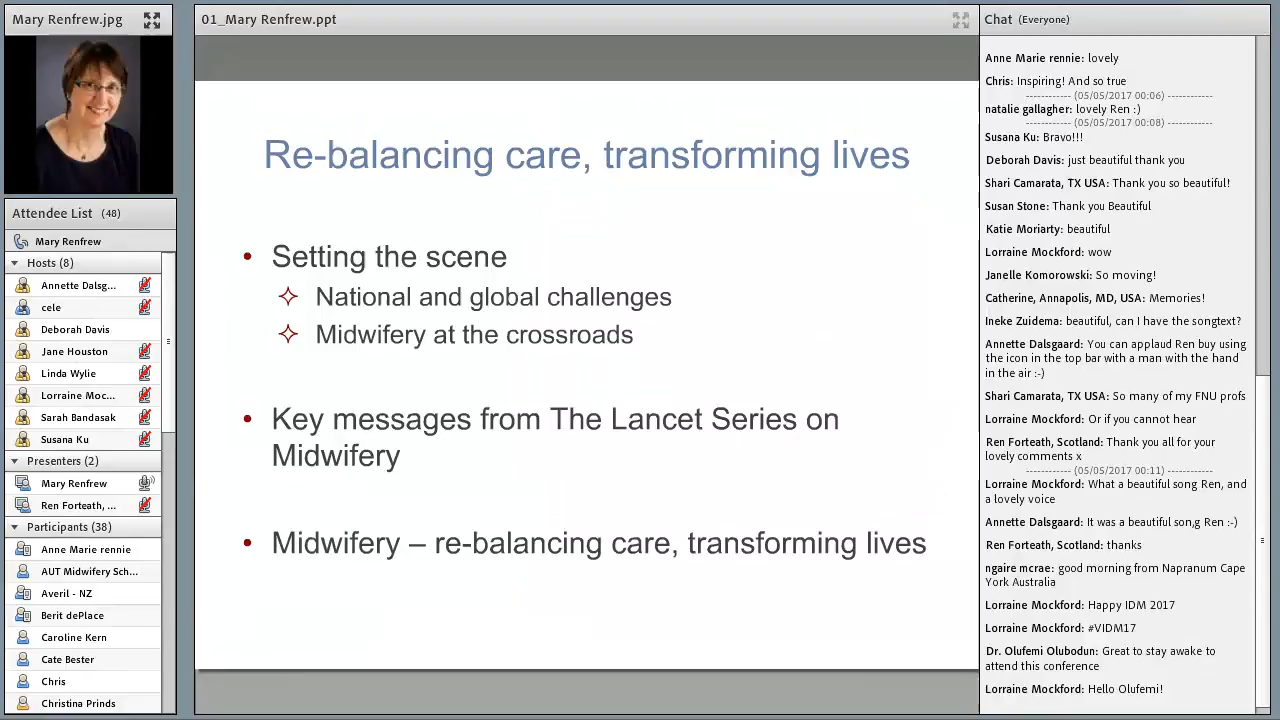 Mary Renfrew.jpg
Attendee List (48)
Mary Renfrew
Hosts (8)
Annette Dalsg...
cele
Deborah Davis
Jane Houston
Linda Wylie
Lorraine Moc...
Sarah Bandasak
Susana Ku
Presenters (2)
Mary Renfrew
Ren Forteath, ...
Participants (38)
Anne Marie rennie
AUT Midwifery Sch...
Averil - NZ
Berit dePlace
Caroline Kern
Cate Bester
Chris
Christina Prinds
01_Mary Renfrew.ppt
Re-balancing care, transforming lives
• Setting the scene
National and global challenges
Midwifery at the crossroads
• Key messages from The Lancet Series on
Midwifery
• Midwifery – re-balancing care, transforming lives
Chat (Everyone)
Anne Marie rennie: lovely
Chris: Inspiring! And so true
------------ (05/05/2017 00:06) ------------
natalie gallagher: lovely Ren :)
------------ (05/05/2017 00:08) ------------
Susana Ku: Bravo!!!
Deborah Davis: just beautiful thank you
Shari Camarata, TX USA: Thank you so beautiful!
Susan Stone: Thank you Beautiful
Katie Moriarty: beautiful
Lorraine Mockford: wow
Janelle Komorowski: So moving!
Catherine, Annapolis, MD, USA: Memories!
Ineke Zuidema: beautiful, can I have the songtext?
Annette Dalsgaard: You can applaud Ren buy using
the icon in the top bar with a man with the hand
in the air :-)
Shari Camarata, TX USA: So many of my FNU profs
Lorraine Mockford: Or if you cannot hear
Ren Forteath, Scotland: Thank you all for your
lovely comments x
------------ (05/05/2017 00:11) ------------
Lorraine Mockford: What a beautiful song Ren, and
a lovely voice
Annette Dalsgaard: It was a beautiful son,g Ren :-)
Ren Forteath, Scotland: thanks
ngaire mcrae: good morning from Napranum Cape
York Australia
Lorraine Mockford: Happy IDM 2017
Lorraine Mockford: #VIDM17
Dr. Olufemi Olubodun: Great to stay awake to
attend this conference
Lorraine Mockford: Hello Olufemi!